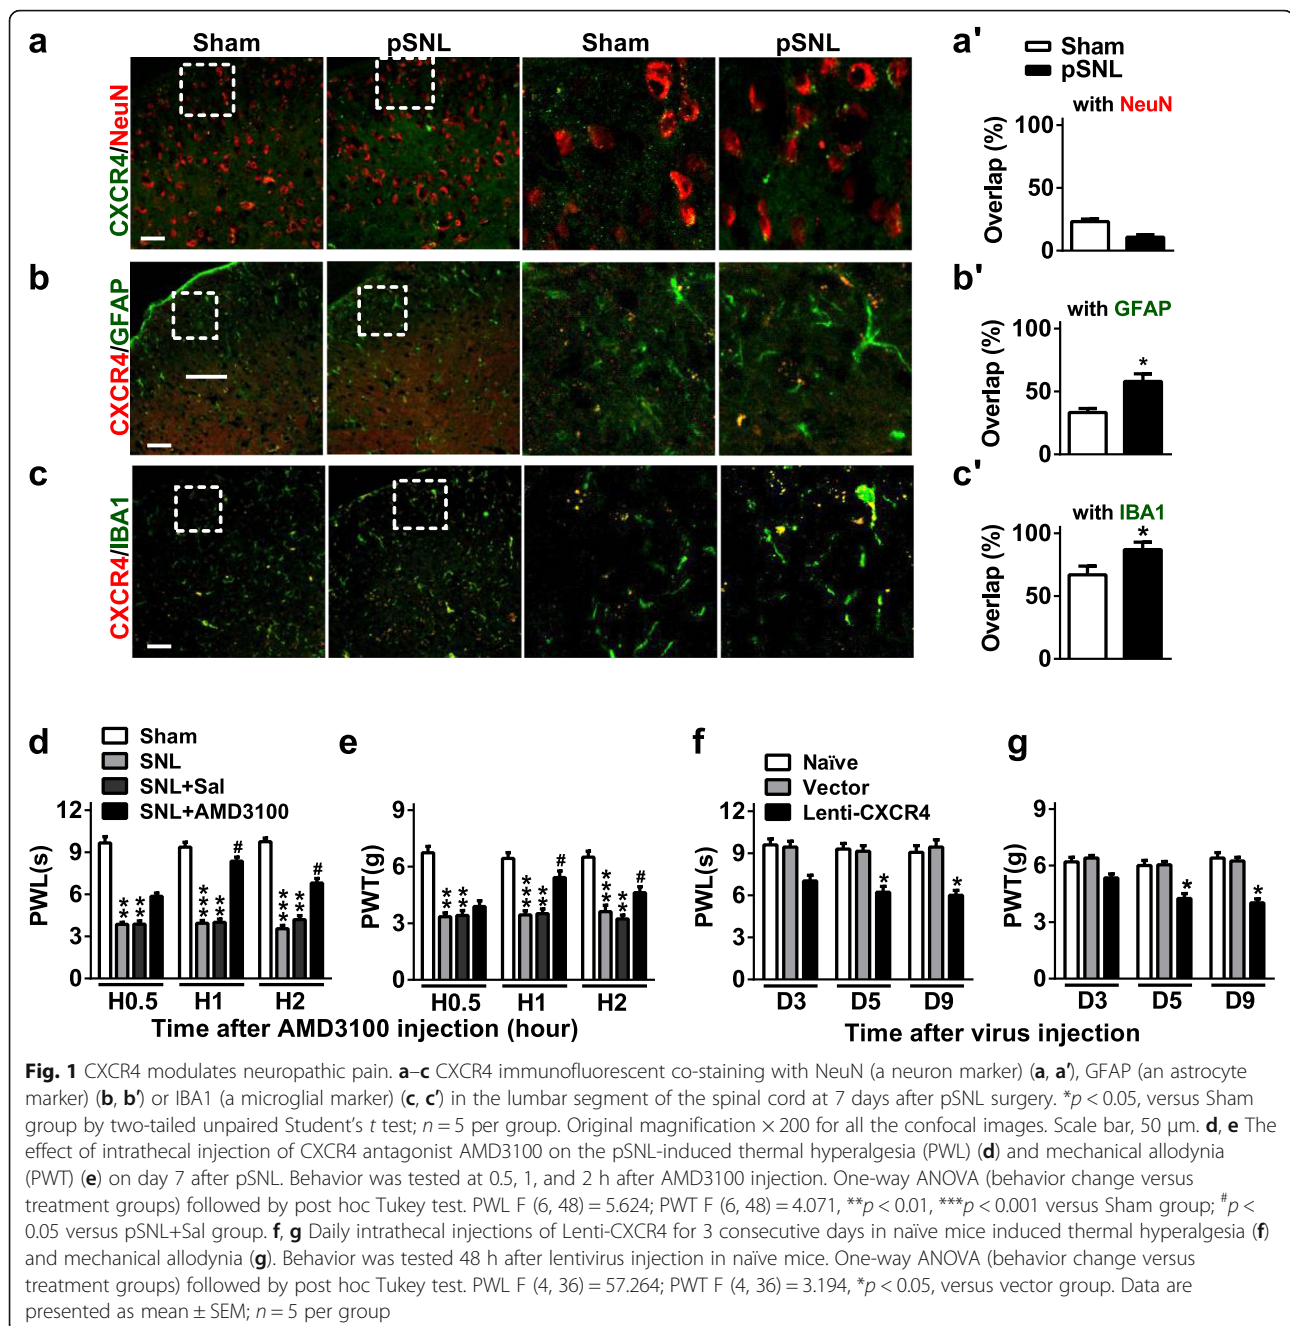 a
Sham
pSNL
Sham
pSNL
CXCR4/NeuN
a'
Sham
pSNL
with NeuN
Overlap (%)
100
50
0
b
CXCR4/GFAP
b'
with GFAP
*
Overlap (%)
100
50
0
c
CXCR4/IBA1
c'
with IBA1
*
Overlap (%)
100
50
0
d
Sham
SNL
SNL+Sal
SNL+AMD3100
PWL(s)
12
9
6
3
0
**
**
***
**
#
***
**
#
H0.5
H1
H2
e
PWT(g)
9
6
3
0
**
**
***
**
#
***
**
#
H0.5
H1
H2
Time after AMD3100 injection (hour)
f
Naïve
Vector
Lenti-CXCR4
PWL(s)
12
9
6
3
0
*
*
D3
D5
D9
g
PWT(g)
9
6
3
0
*
*
D3
D5
D9
Time after virus injection
Fig. 1 CXCR4 modulates neuropathic pain. a–c CXCR4 immunofluorescent co-staining with NeuN (a neuron marker) (a, a′), GFAP (an astrocyte
marker) (b, b′) or IBA1 (a microglial marker) (c, c′) in the lumbar segment of the spinal cord at 7 days after pSNL surgery. *p < 0.05, versus Sham
group by two-tailed unpaired Student's t test; n = 5 per group. Original magnification × 200 for all the confocal images. Scale bar, 50 μm. d, e The
effect of intrathecal injection of CXCR4 antagonist AMD3100 on the pSNL-induced thermal hyperalgesia (PWL) (d) and mechanical allodynia
(PWT) (e) on day 7 after pSNL. Behavior was tested at 0.5, 1, and 2 h after AMD3100 injection. One-way ANOVA (behavior change versus
treatment groups) followed by post hoc Tukey test. PWL F (6, 48) = 5.624; PWT F (6, 48) = 4.071, **p < 0.01, ***p < 0.001 versus Sham group; #p <
0.05 versus pSNL+Sal group. f, g Daily intrathecal injections of Lenti-CXCR4 for 3 consecutive days in naïve mice induced thermal hyperalgesia (f)
and mechanical allodynia (g). Behavior was tested 48 h after lentivirus injection in naïve mice. One-way ANOVA (behavior change versus
treatment groups) followed by post hoc Tukey test. PWL F (4, 36) = 57.264; PWT F (4, 36) = 3.194, *p < 0.05, versus vector group. Data are
presented as mean ± SEM; n = 5 per group